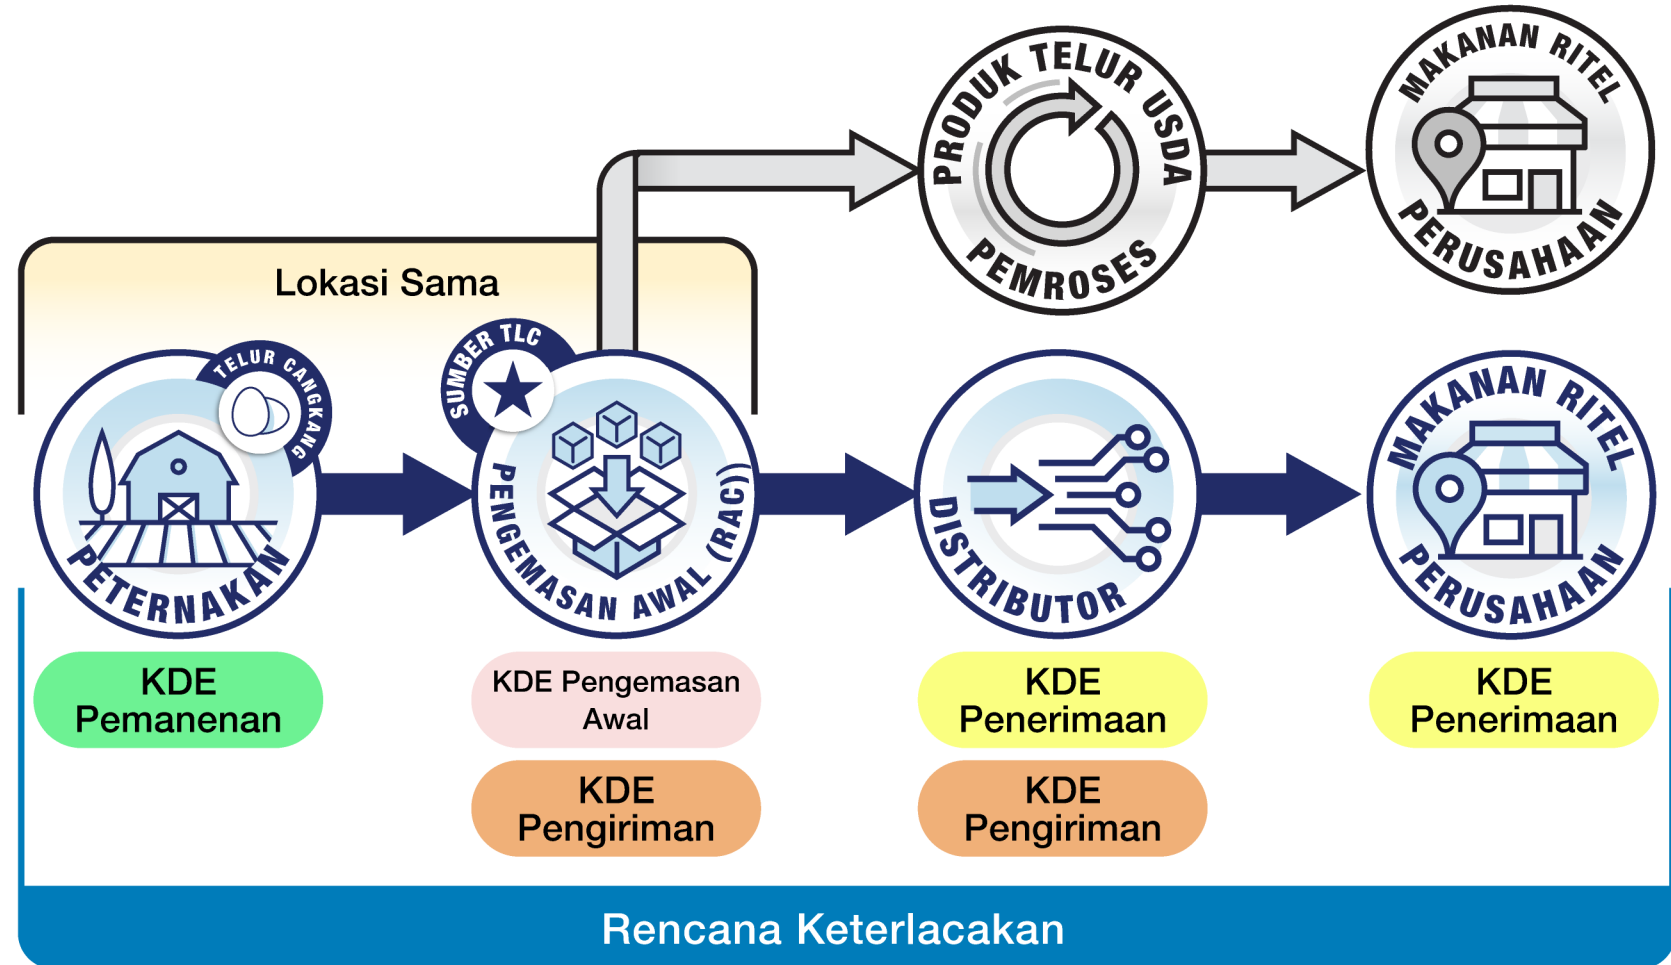 PRODUK TELUR USDA
PEMROSES
MAKANAN RITEL
PERUSAHAAN
Lokasi Sama
TELUR CANGKANG
PETERNAKAN
SUMBER TLC
PENGEMASAN AWAL (RAC)
DISTRIBUTOR
MAKANAN RITEL
PERUSAHAAN
KDE
Pemanenan
KDE Pengemasan
Awal
KDE
Pengiriman
KDE
Penerimaan
KDE
Pengiriman
KDE
Penerimaan
Rencana Keterlacakan